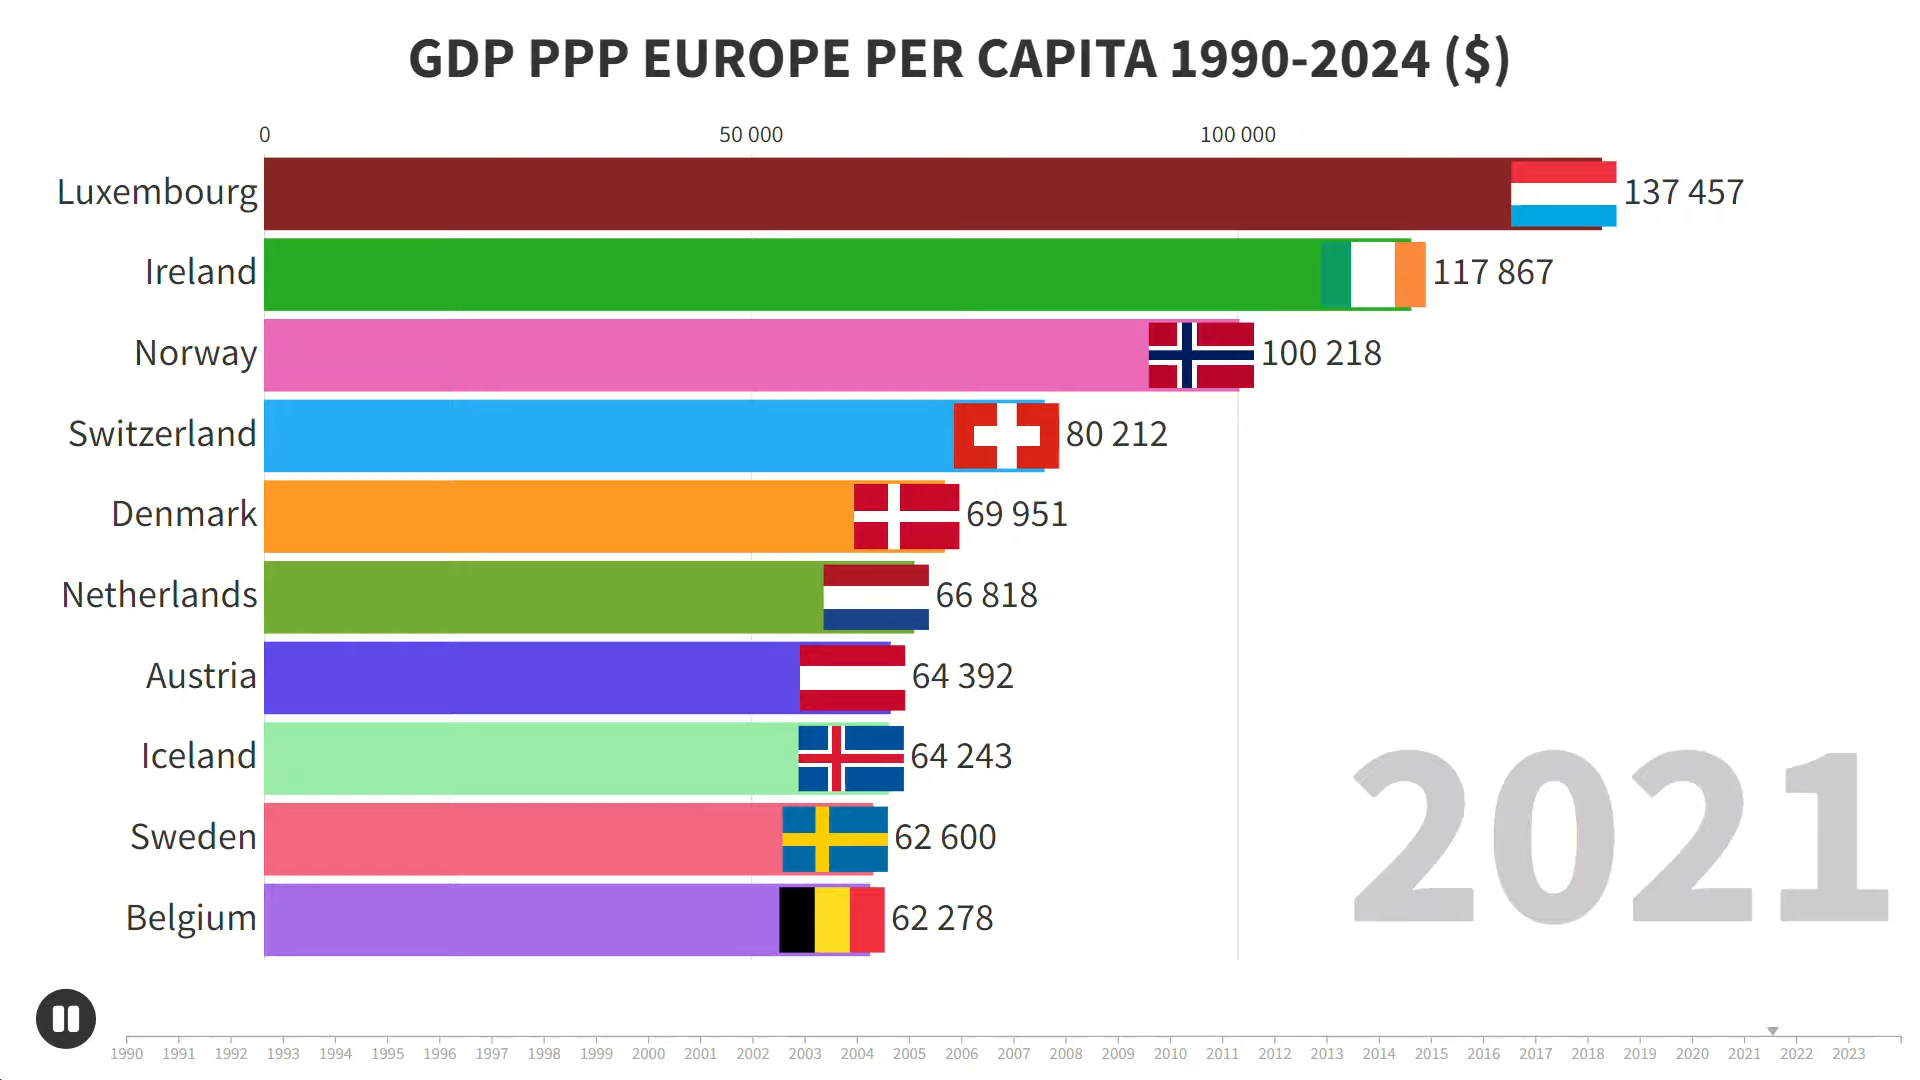 GDP PPP EUROPE PER CAPITA 1990-2024 ($)
0 50 000 100 000
Luxembourg 137 457
Ireland 117 867
Norway 100 218
Switzerland 80 212
Denmark 69 951
Netherlands 66 818
Austria 64 392
Iceland 64 243
Sweden 62 600
Belgium 62 278
2021
1990 1991 1992 1993 1994 1995 1996 1997 1998 1999 2000 2001 2002 2003 2004 2005 2006 2007 2008 2009 2010 2011 2012 2013 2014 2015 2016 2017 2018 2019 2020 2021 2022 2023